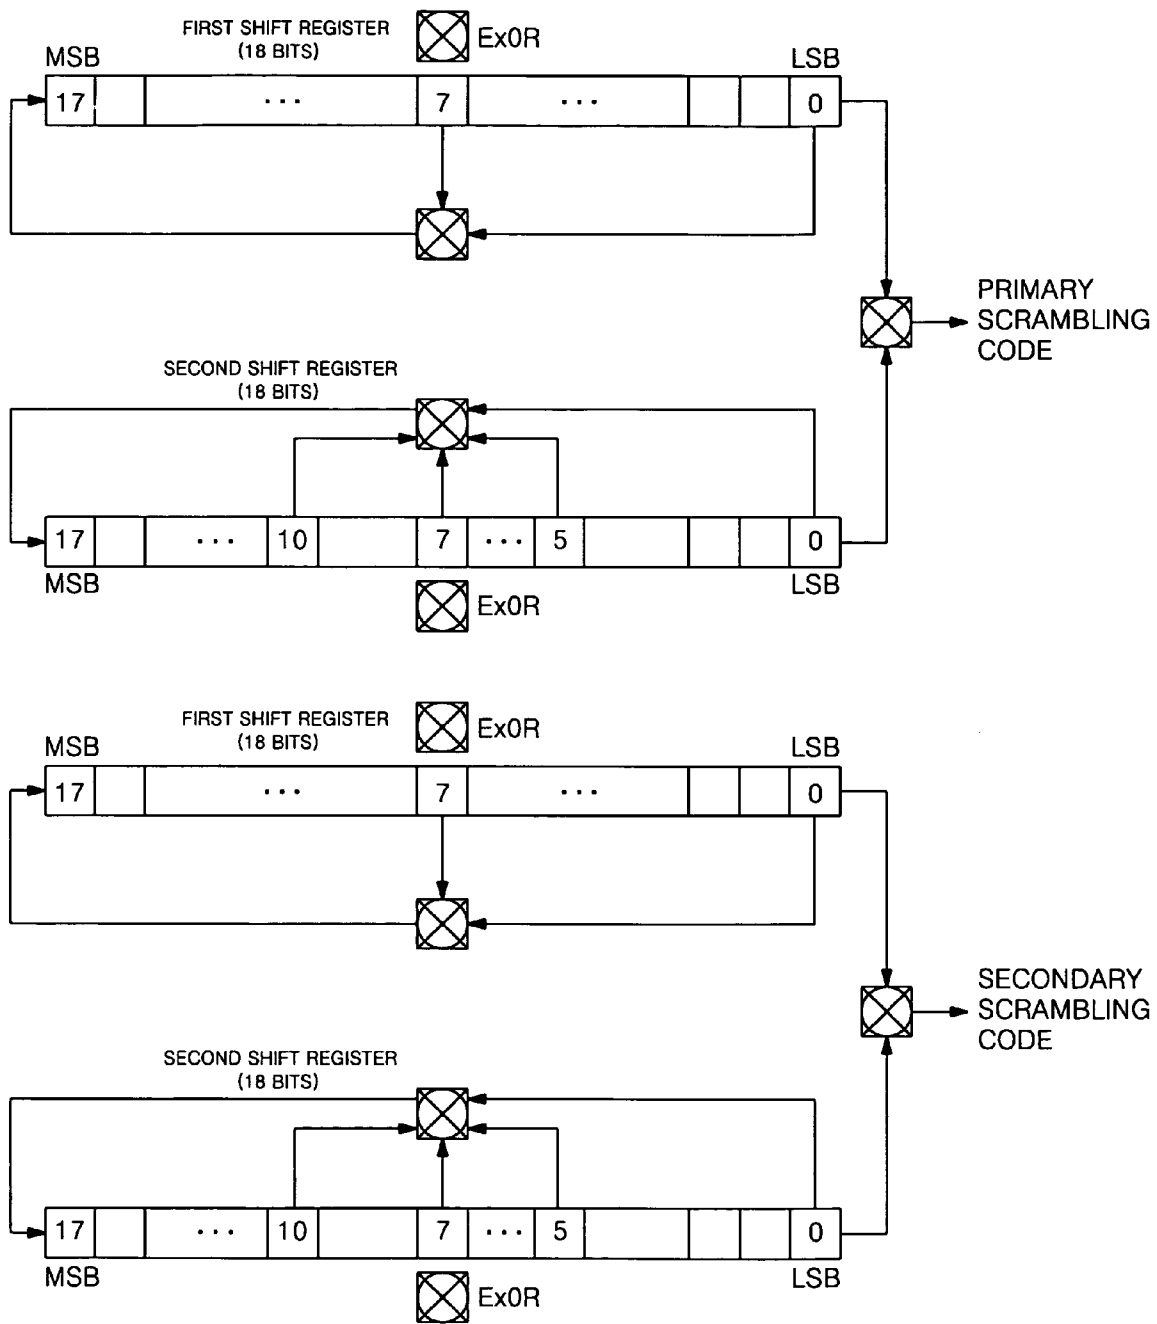 FIRST SHIFT REGISTER
(18 BITS)
Ex0R
MSB
LSB
17 ... 7 ... 0
PRIMARY
SCRAMBLING
CODE
SECOND SHIFT REGISTER
(18 BITS)
17 ... 10 7 ... 5 0
MSB
LSB
Ex0R
FIRST SHIFT REGISTER
(18 BITS)
Ex0R
MSB
LSB
17 ... 7 ... 0
SECONDARY
SCRAMBLING
CODE
SECOND SHIFT REGISTER
(18 BITS)
17 ... 10 7 ... 5 0
MSB
LSB
Ex0R